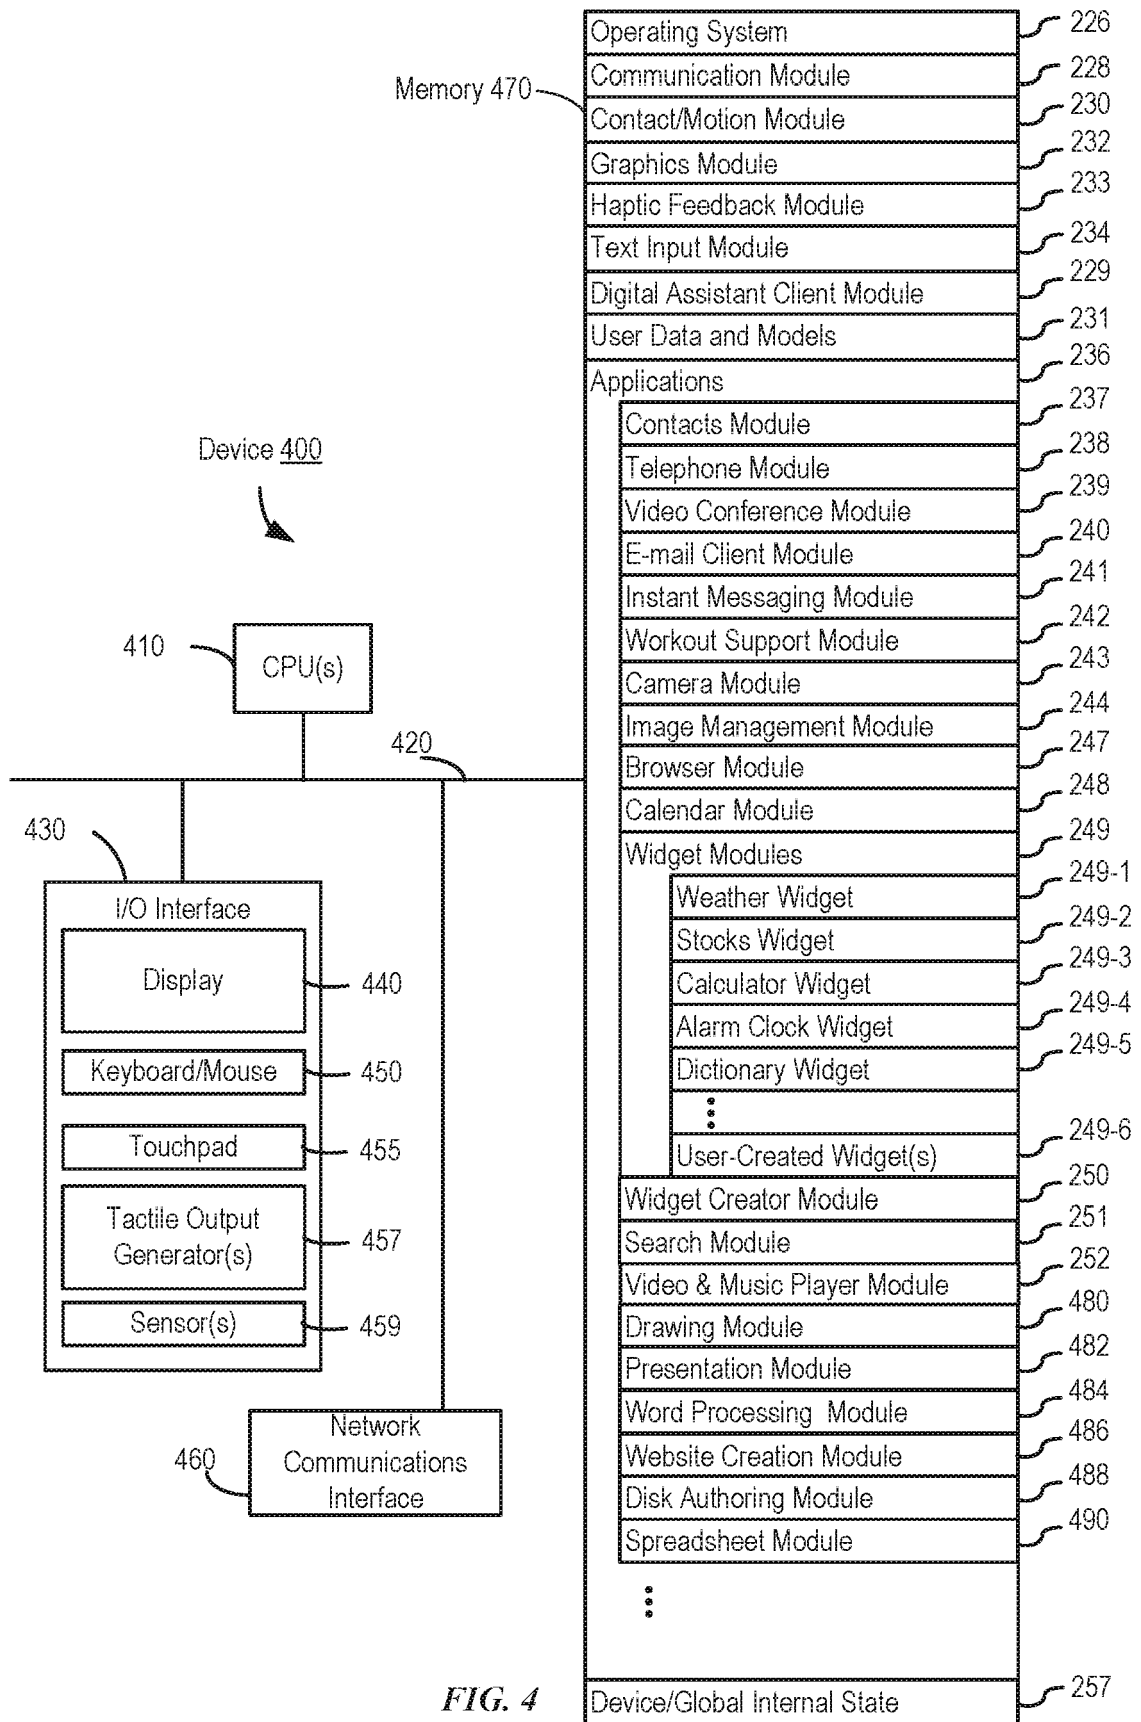 Operating System 226
Communication Module 228
Memory 470
Contact/Motion Module 230
Graphics Module 232
Haptic Feedback Module 233
Text Input Module 234
Digital Assistant Client Module 229
User Data and Models 231
Applications 236
Contacts Module 237
Telephone Module 238
Video Conference Module 239
E-mail Client Module 240
Instant Messaging Module 241
Workout Support Module 242
Camera Module 243
Image Management Module 244
Browser Module 247
Calendar Module 248
Widget Modules 249
Weather Widget 249-1
Stocks Widget 249-2
Calculator Widget 249-3
Alarm Clock Widget 249-4
Dictionary Widget 249-5
User-Created Widget(s) 249-6
Widget Creator Module 250
Search Module 251
Video & Music Player Module 252
Drawing Module 480
Presentation Module 482
Word Processing Module 484
Website Creation Module 486
Disk Authoring Module 488
Spreadsheet Module 490
Device/Global Internal State 257
Device 400
410
CPU(s)
420
430
I/O Interface
Display 440
Keyboard/Mouse 450
Touchpad 455
Tactile Output
Generator(s) 457
Sensor(s) 459
460
Network
Communications
Interface
FIG. 4